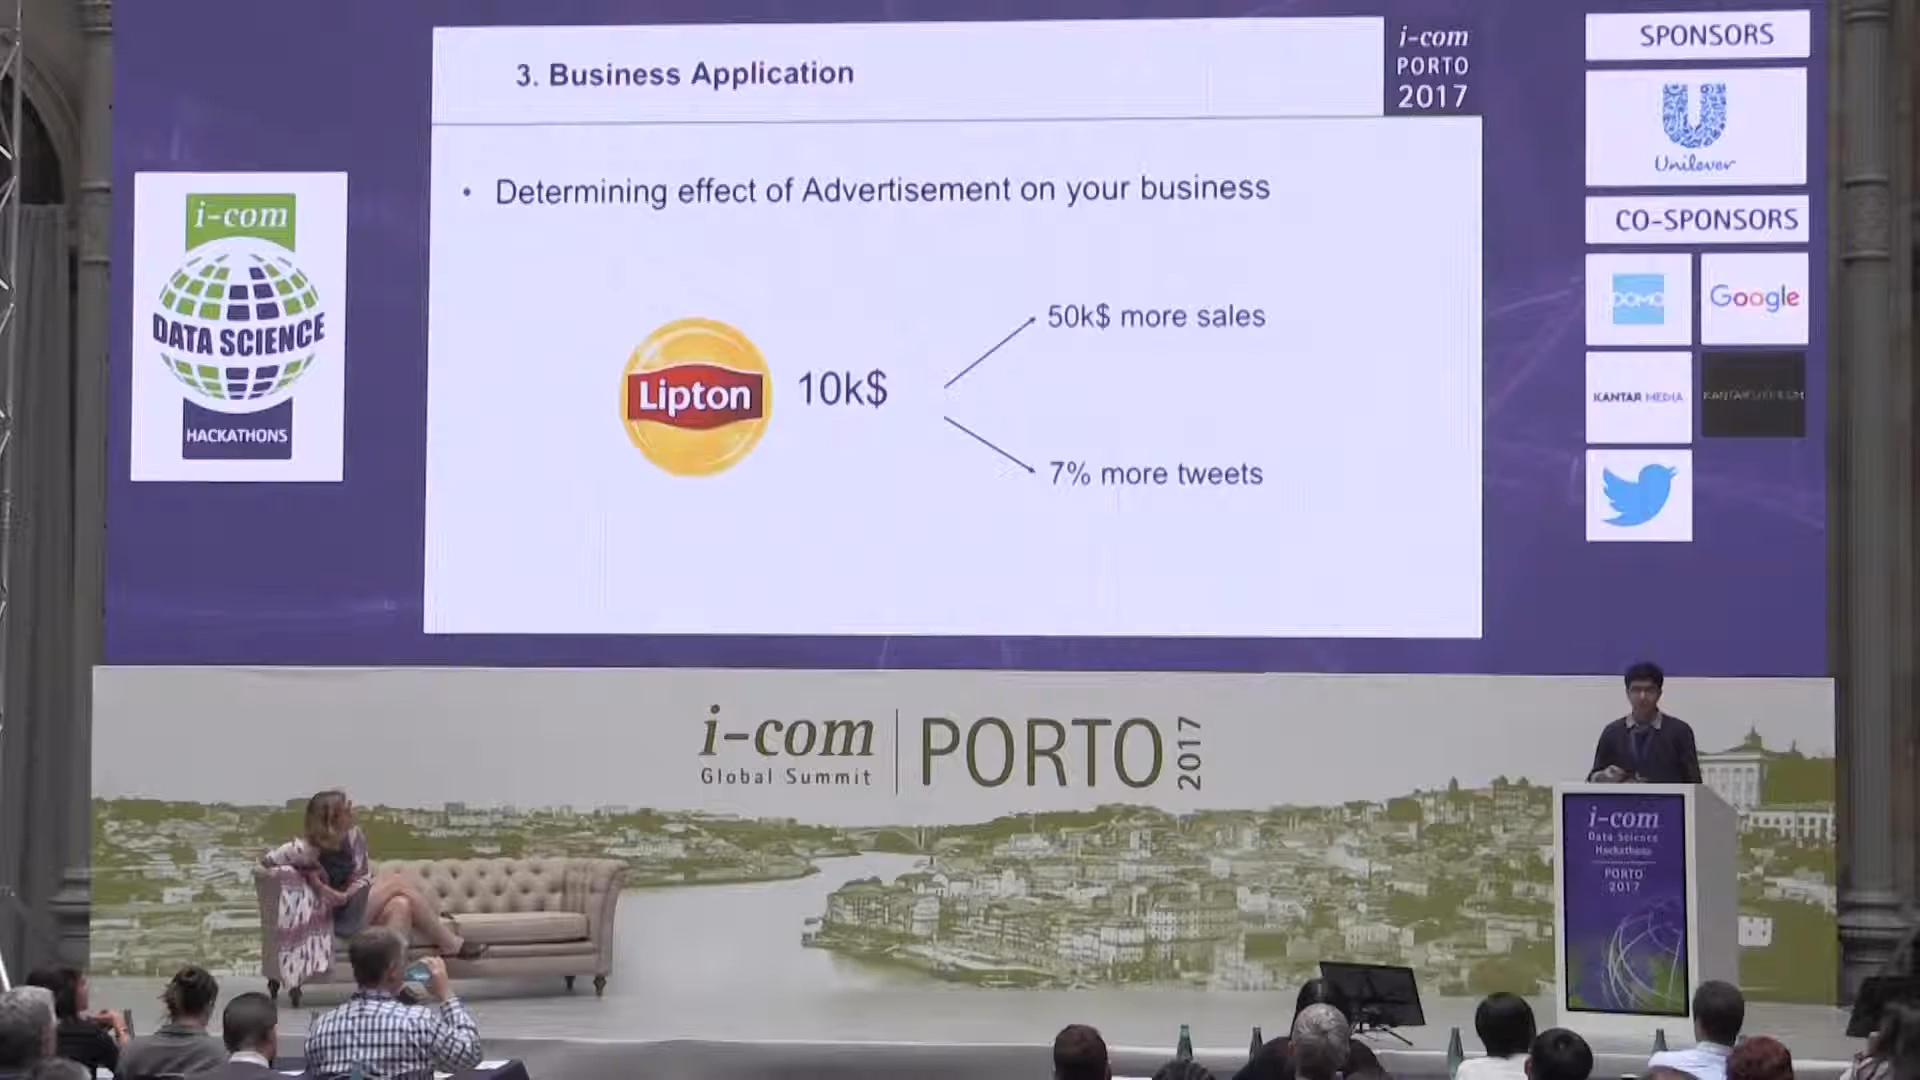 3. Business Application
i-com
PORTO
2017
• Determining effect of Advertisement on your business
Lipton
10k$
50k$ more sales
7% more tweets
i-com
DATA SCIENCE
HACKATHONS
SPONSORS
Unilever
CO-SPONSORS
DOMO
Google
KANTAR MEDIA
i-com
Global Summit
PORTO
2017
i-com
Data Science
Hackathons
PORTO
2017